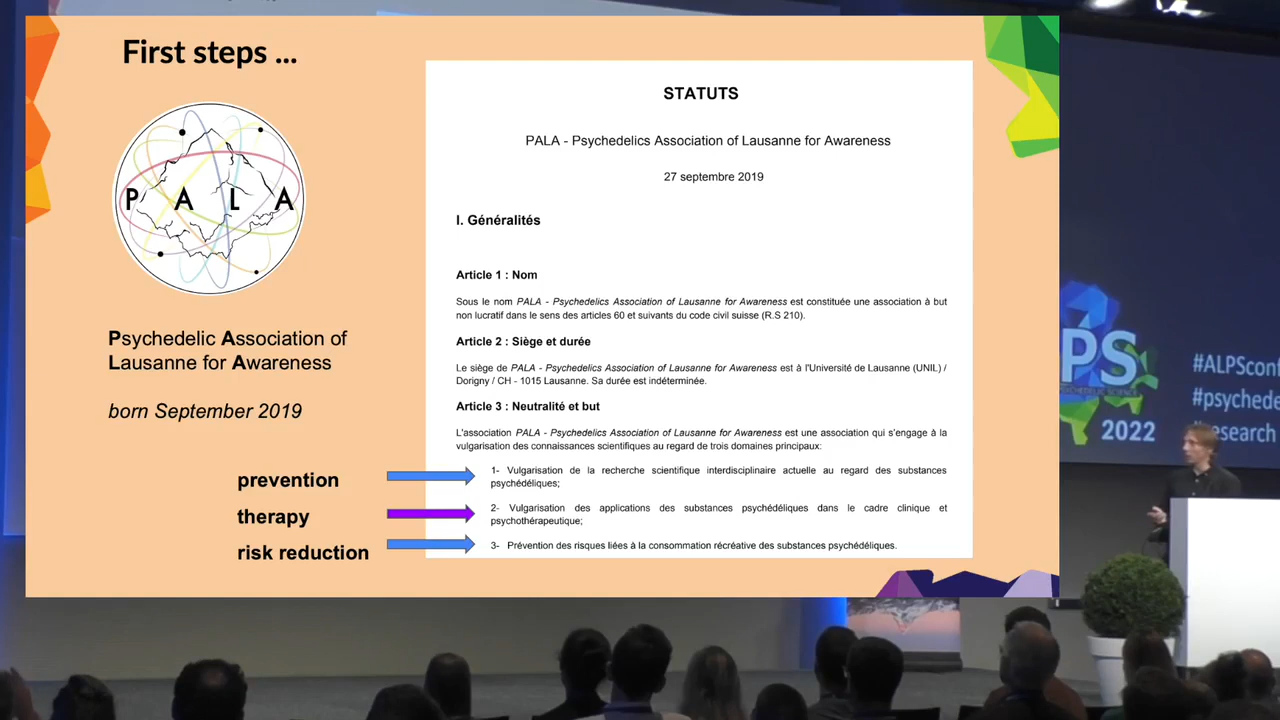 First steps ...
P A L A
Psychedelic Association of
Lausanne for Awareness
born September 2019
prevention
therapy
risk reduction
STATUTS
PALA - Psychedelics Association of Lausanne for Awareness
27 septembre 2019
I. Généralités
Article 1 : Nom
Sous le nom PALA - Psychedelics Association of Lausanne for Awareness est constituée une association à but
non lucratif dans le sens des articles 60 et suivants du code civil suisse (R.S 210).
Article 2 : Siège et durée
Le siège de PALA - Psychedelics Association of Lausanne for Awareness est à l'Université de Lausanne (UNIL) /
Dorigny / CH - 1015 Lausanne. Sa durée est indéterminée.
Article 3 : Neutralité et but
L'association PALA - Psychedelics Association of Lausanne for Awareness est une association qui s'engage à la
vulgarisation des connaissances scientifiques au regard de trois domaines principaux:
1- Vulgarisation de la recherche scientifique interdisciplinaire actuelle au regard des substances
psychédéliques;
2- Vulgarisation des applications des substances psychédéliques dans le cadre clinique et
psychothérapeutique;
3- Prévention des risques liées à la consommation récréative des substances psychédéliques.
PS
PSYCHEDELIC SCIENCE
2022
#ALPSconf
#psychede
esearch